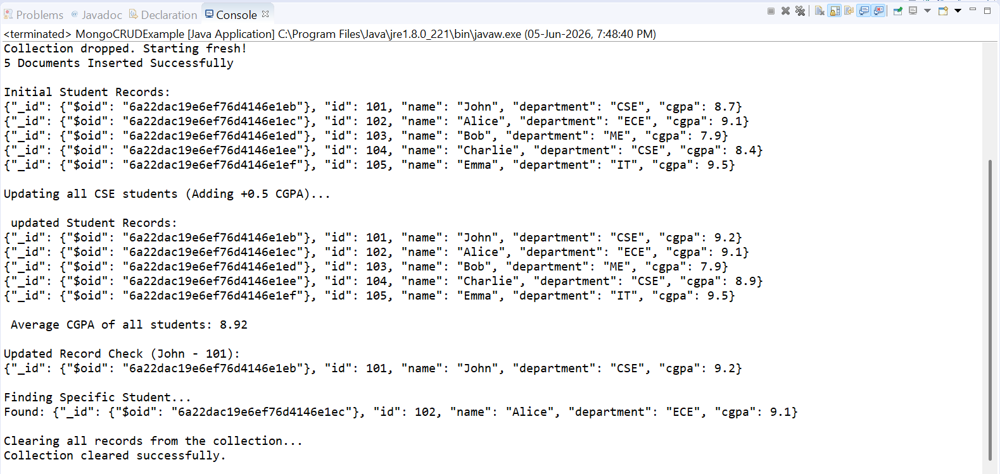 Problems @ Javadoc Declaration Console
<terminated> MongoCRUDExample [Java Application] C:\Program Files\Java\jre1.8.0_221\bin\javaw.exe (05-Jun-2026, 7:48:40 PM)
Collection dropped. Starting fresh!
5 Documents Inserted Successfully
Initial Student Records:
{"_id": {"$oid": "6a22dac19e6ef76d4146e1eb"}, "id": 101, "name": "John", "department": "CSE", "cgpa": 8.7}
{"_id": {"$oid": "6a22dac19e6ef76d4146e1ec"}, "id": 102, "name": "Alice", "department": "ECE", "cgpa": 9.1}
{"_id": {"$oid": "6a22dac19e6ef76d4146e1ed"}, "id": 103, "name": "Bob", "department": "ME", "cgpa": 7.9}
{"_id": {"$oid": "6a22dac19e6ef76d4146e1ee"}, "id": 104, "name": "Charlie", "department": "CSE", "cgpa": 8.4}
{"_id": {"$oid": "6a22dac19e6ef76d4146e1ef"}, "id": 105, "name": "Emma", "department": "IT", "cgpa": 9.5}
Updating all CSE students (Adding +0.5 CGPA)...
updated Student Records:
{"_id": {"$oid": "6a22dac19e6ef76d4146e1eb"}, "id": 101, "name": "John", "department": "CSE", "cgpa": 9.2}
{"_id": {"$oid": "6a22dac19e6ef76d4146e1ec"}, "id": 102, "name": "Alice", "department": "ECE", "cgpa": 9.1}
{"_id": {"$oid": "6a22dac19e6ef76d4146e1ed"}, "id": 103, "name": "Bob", "department": "ME", "cgpa": 7.9}
{"_id": {"$oid": "6a22dac19e6ef76d4146e1ee"}, "id": 104, "name": "Charlie", "department": "CSE", "cgpa": 8.9}
{"_id": {"$oid": "6a22dac19e6ef76d4146e1ef"}, "id": 105, "name": "Emma", "department": "IT", "cgpa": 9.5}
Average CGPA of all students: 8.92
Updated Record Check (John - 101):
{"_id": {"$oid": "6a22dac19e6ef76d4146e1eb"}, "id": 101, "name": "John", "department": "CSE", "cgpa": 9.2}
Finding Specific Student...
Found: {"_id": {"$oid": "6a22dac19e6ef76d4146e1ec"}, "id": 102, "name": "Alice", "department": "ECE", "cgpa": 9.1}
Clearing all records from the collection...
Collection cleared successfully.